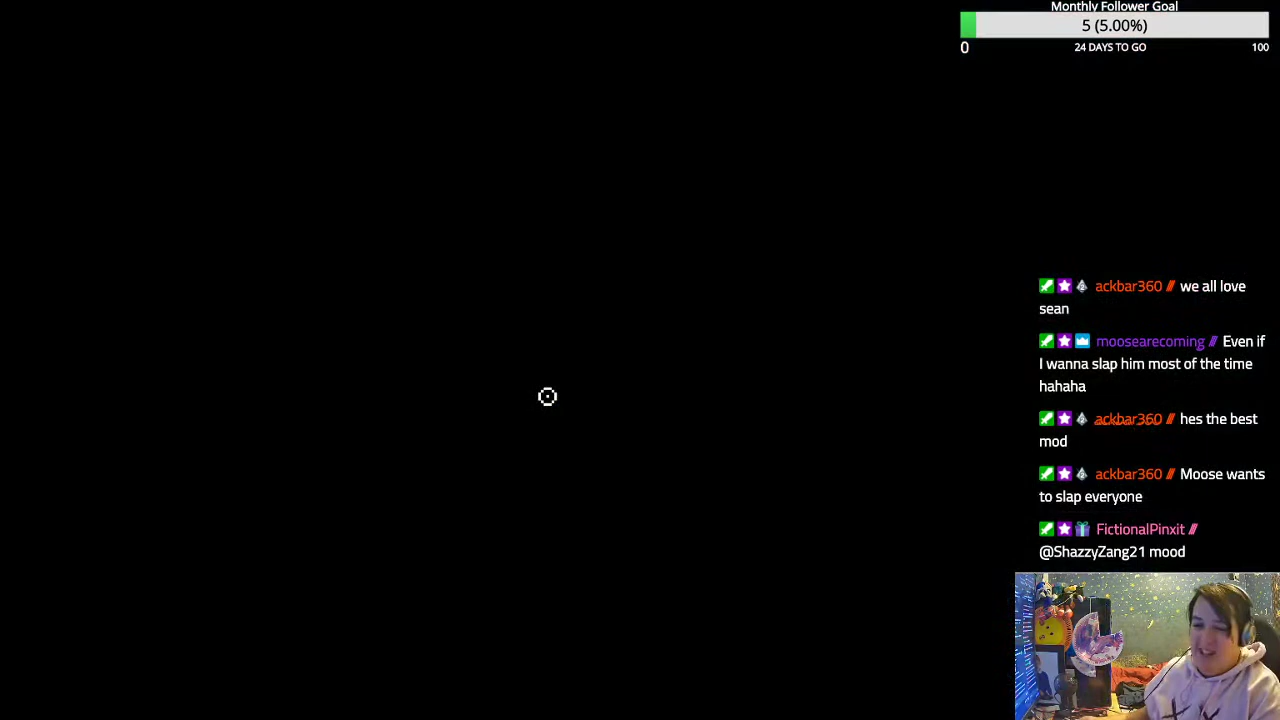 Monthly Follower Goal
5 (5.00%)
0 24 DAYS TO GO 100
ackbar360 // we all love
sean
moosearecoming // Even if
I wanna slap him most of the time
hahaha
ackbar360 // hes the best
mod
ackbar360 // Moose wants
to slap everyone
FictionalPinxit //
@ShazzyZang21 mood